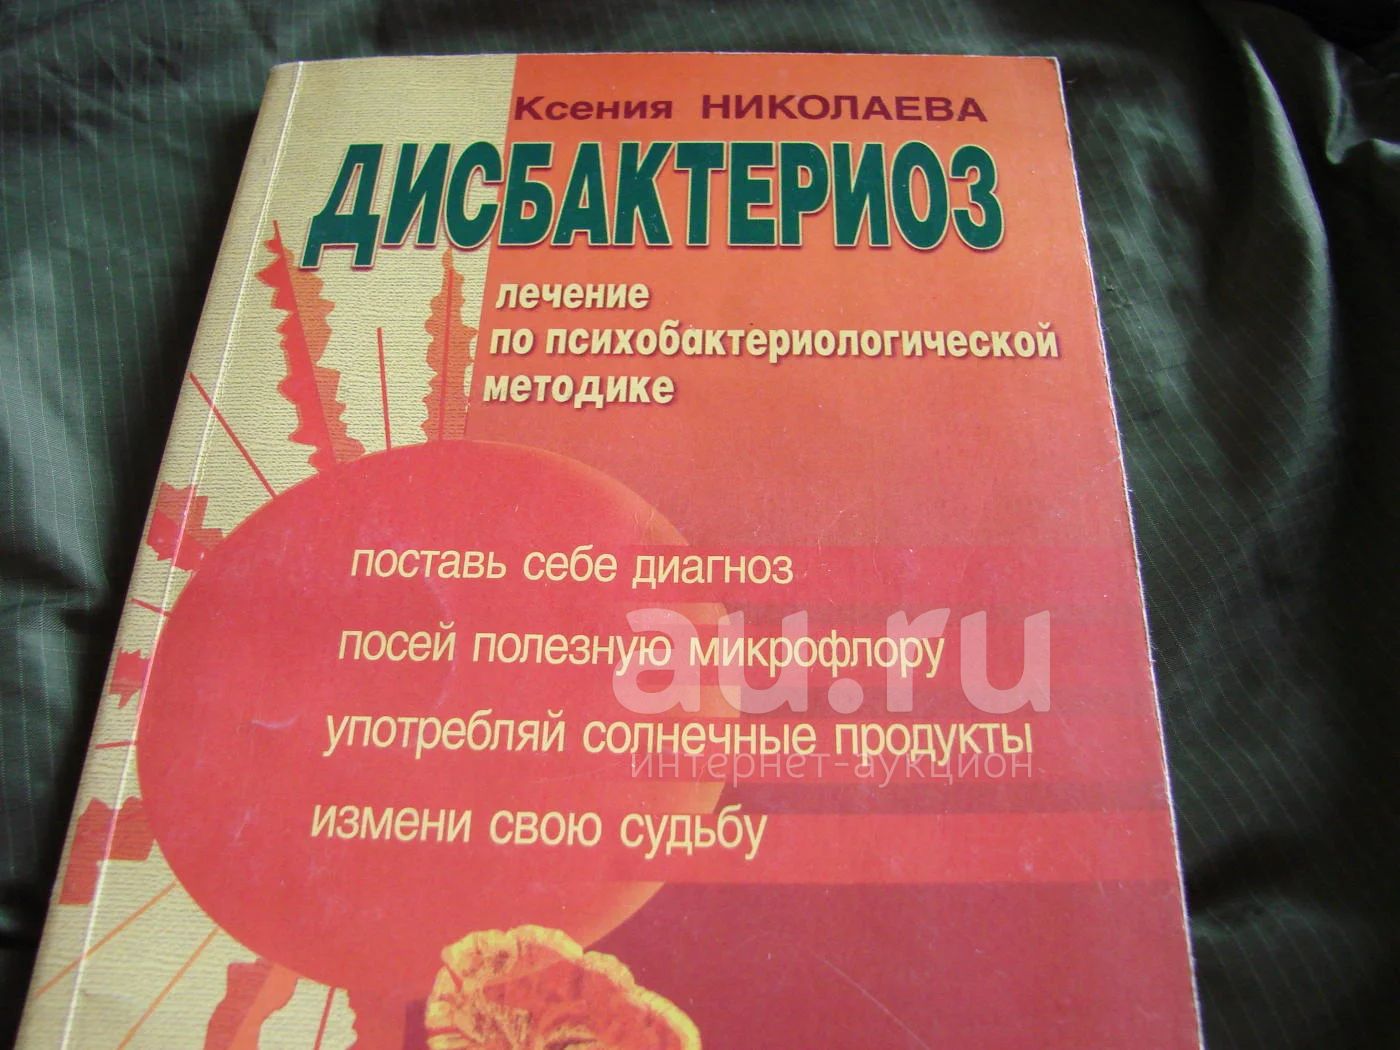 Ксения НИКОЛАЕВА
ДИСБАКТЕРИОЗ
лечение
по психобактериологической
методике
поставь себе диагноз
посей полезную микрофлору
употребляй солнечные продукты
измени свою судьбу
au.ru
интернет-аукцион